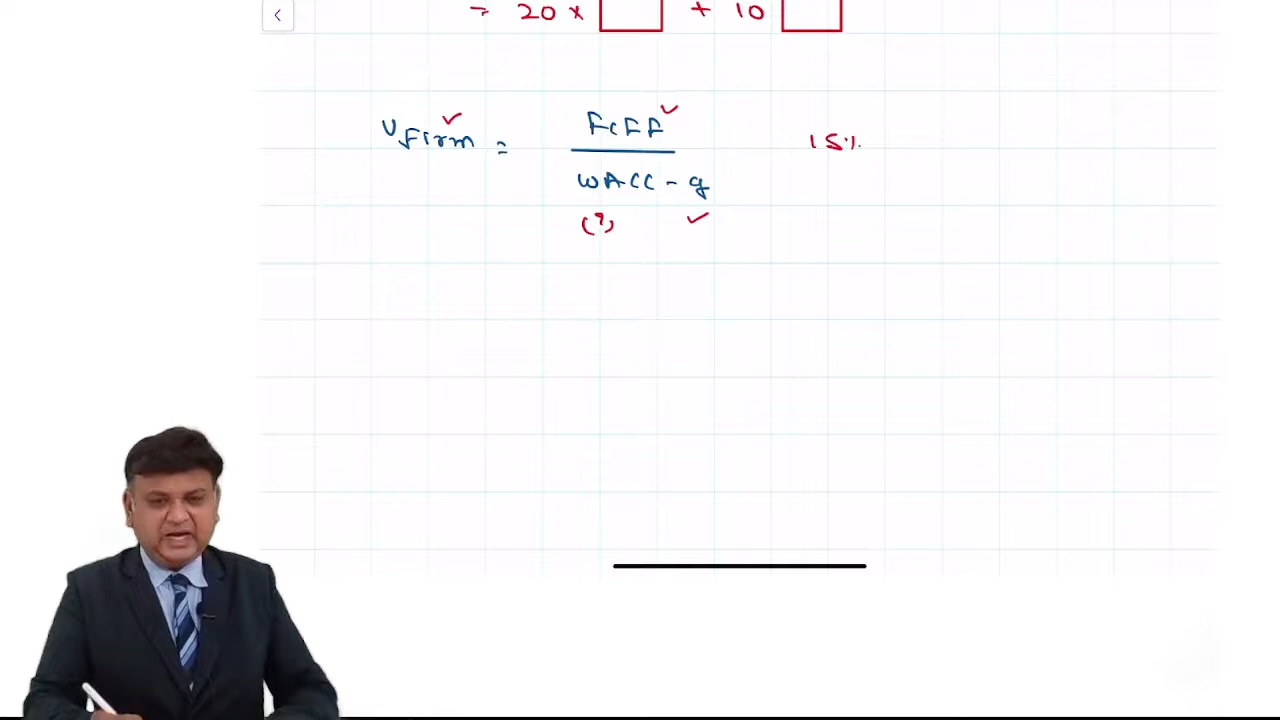 = 20 × + 10
V Firm = FCFF 15%
WACC - g
(?)